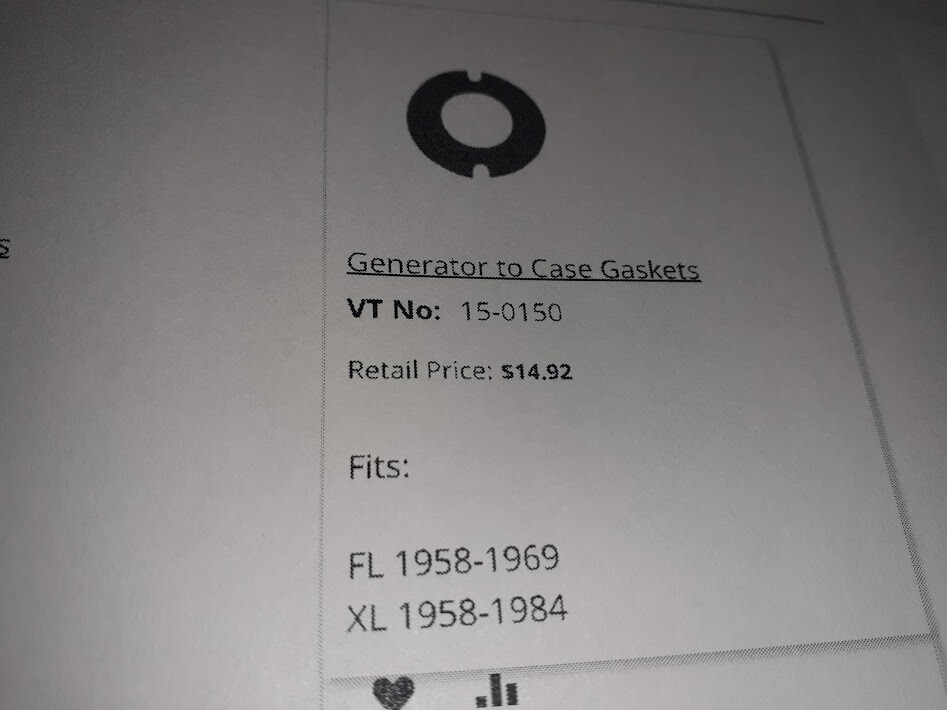 s
Generator to Case Gaskets
VT No: 15-0150
Retail Price: $14.92
Fits:
FL 1958-1969
XL 1958-1984